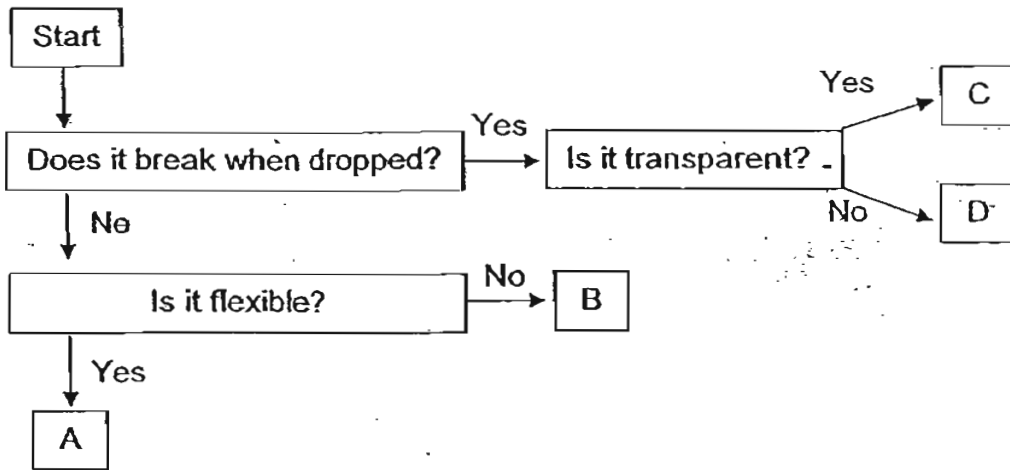 Start
Yes
C
Does it break when dropped?
Yes
Is it transparent?
No
D
No
Is it flexible?
No
B
Yes
A